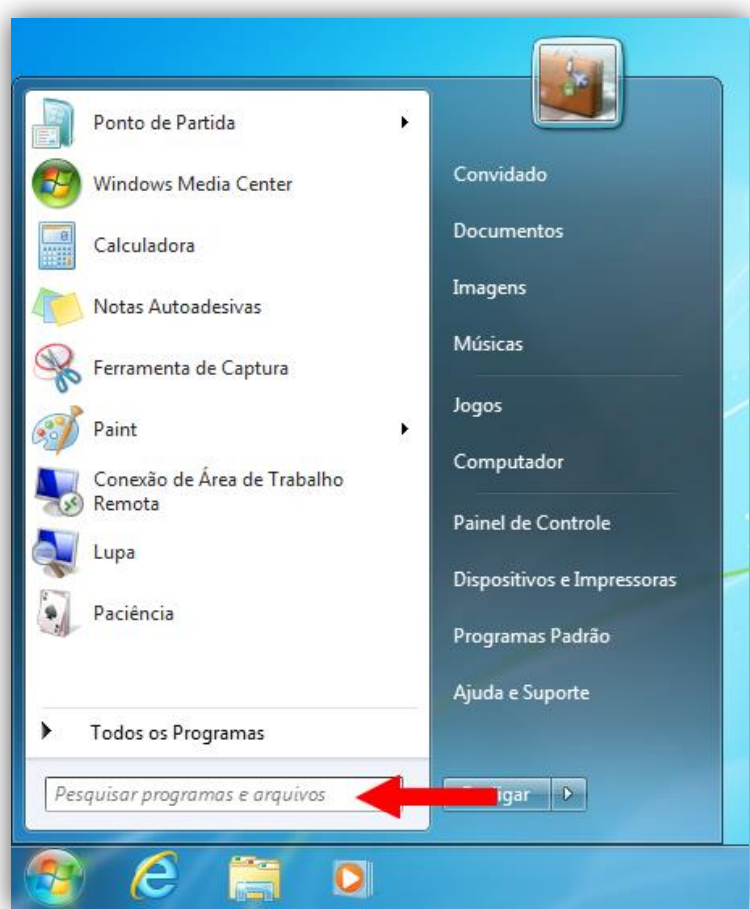 Ponto de Partida
Windows Media Center
Calculadora
Notas Autoadesivas
Ferramenta de Captura
Paint
Conexão de Área de Trabalho
Remota
Lupa
Paciência
Todos os Programas
Pesquisar programas e arquivos
Convidado
Documentos
Imagens
Músicas
Jogos
Computador
Painel de Controle
Dispositivos e Impressoras
Programas Padrão
Ajuda e Suporte